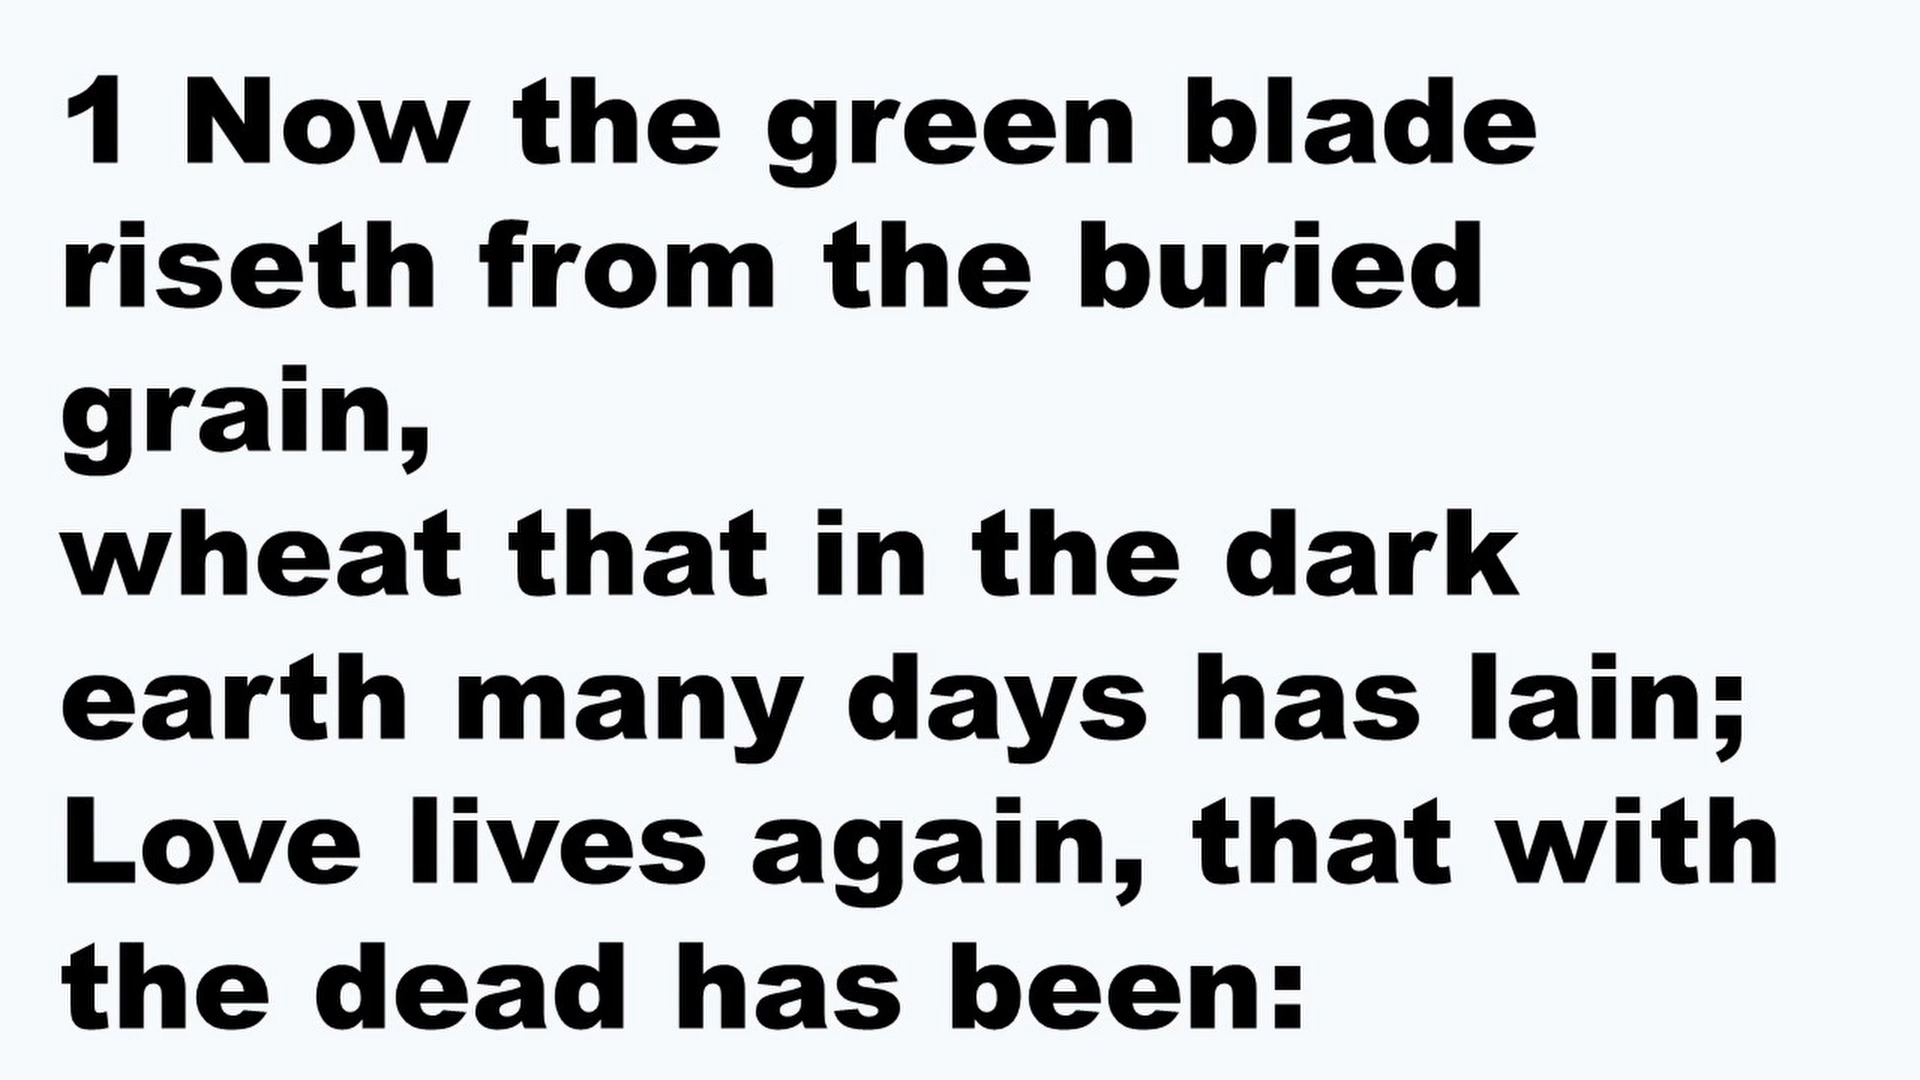 1 Now the green blade
riseth from the buried
grain,
wheat that in the dark
earth many days has lain;
Love lives again, that with
the dead has been: